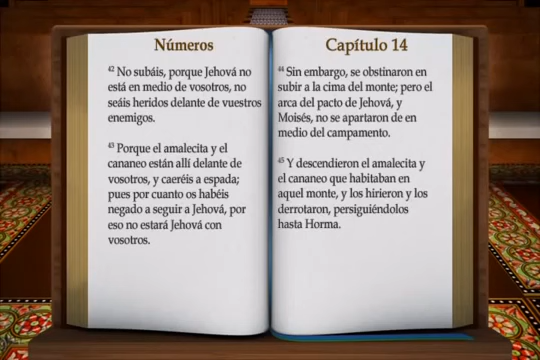 Números
⁴² No subáis, porque Jehová no
está en medio de vosotros, no
seáis heridos delante de vuestros
enemigos.
⁴³ Porque el amalecita y el
cananeo están allí delante de
vosotros, y caeréis a espada;
pues por cuanto os habéis
negado a seguir a Jehová, por
eso no estará Jehová con
vosotros.
Capítulo 14
⁴⁴ Sin embargo, se obstinaron en
subir a la cima del monte; pero el
arca del pacto de Jehová, y
Moisés, no se apartaron de en
medio del campamento.
⁴⁵ Y descendieron el amalecita y
el cananeo que habitaban en
aquel monte, y los hirieron y los
derrotaron, persiguiéndolos
hasta Horma.